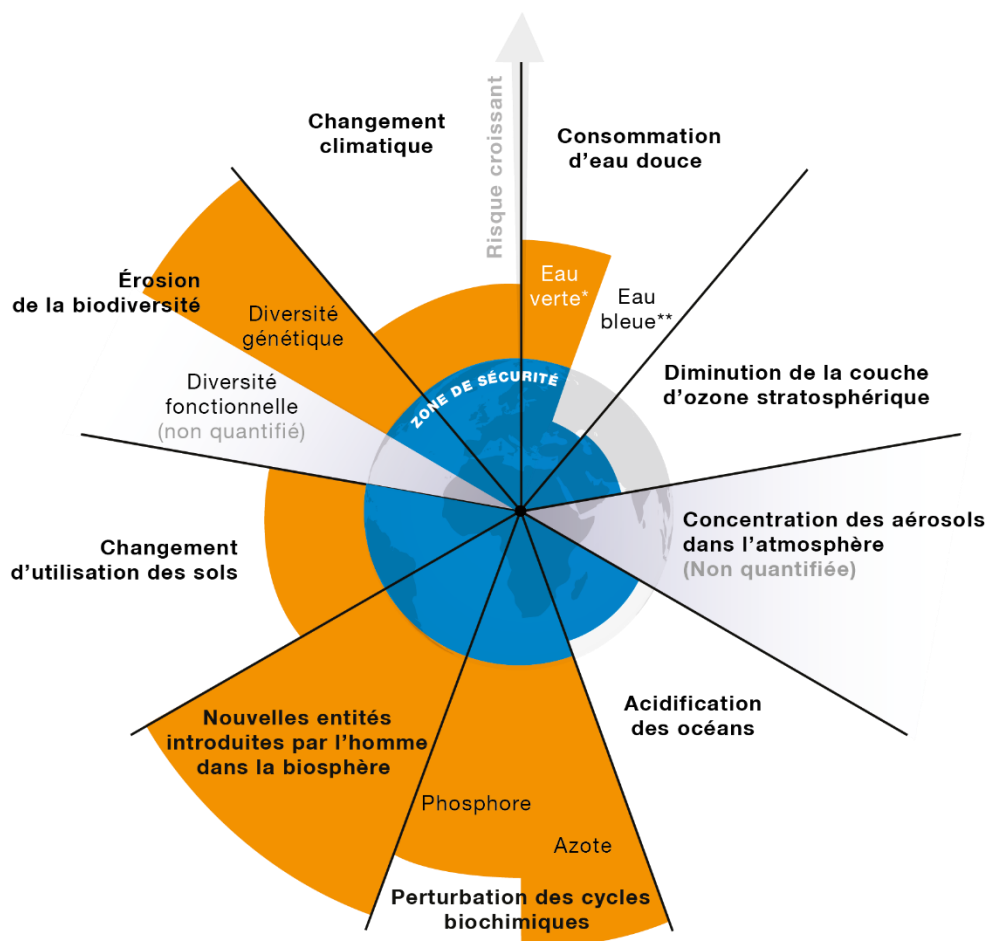 Risque croissant
Changement
climatique
Consommation
d’eau douce
Eau
verte*
Eau
bleue**
Érosion
de la biodiversité
Diversité
génétique
Diversité
fonctionnelle
(non quantifié)
ZONE DE SÉCURITÉ
Diminution de la couche
d’ozone stratosphérique
Concentration des aérosols
dans l’atmosphère
(Non quantifiée)
Changement
d’utilisation des sols
Acidification
des océans
Nouvelles entités
introduites par l’homme
dans la biosphère
Phosphore
Azote
Perturbation des cycles
biochimiques